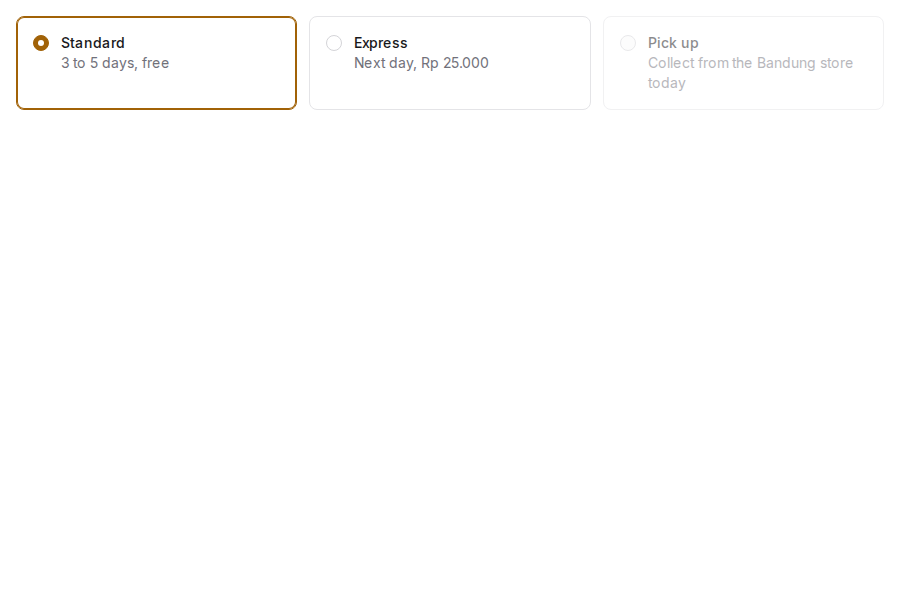 Standard
3 to 5 days, free
Express
Next day, Rp 25.000
Pick up
Collect from the Bandung store
today